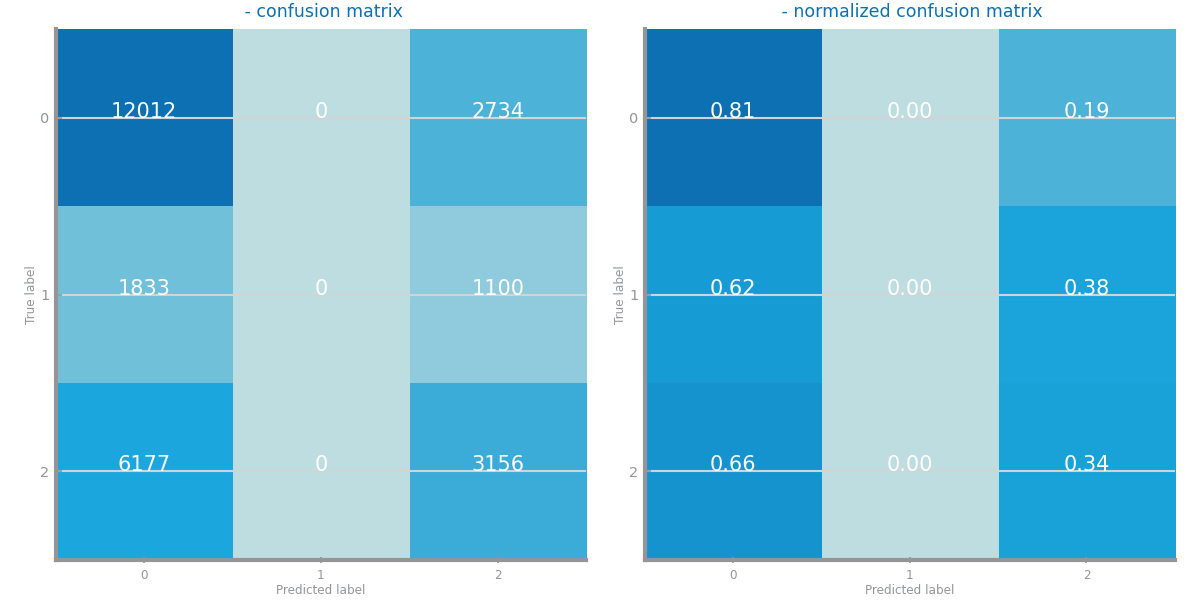 - confusion matrix
0 12012 0 2734
1 1833 0 1100
2 6177 0 3156
0 1 2
Predicted label
True label
- normalized confusion matrix
0 0.81 0.00 0.19
1 0.62 0.00 0.38
2 0.66 0.00 0.34
0 1 2
Predicted label
True label